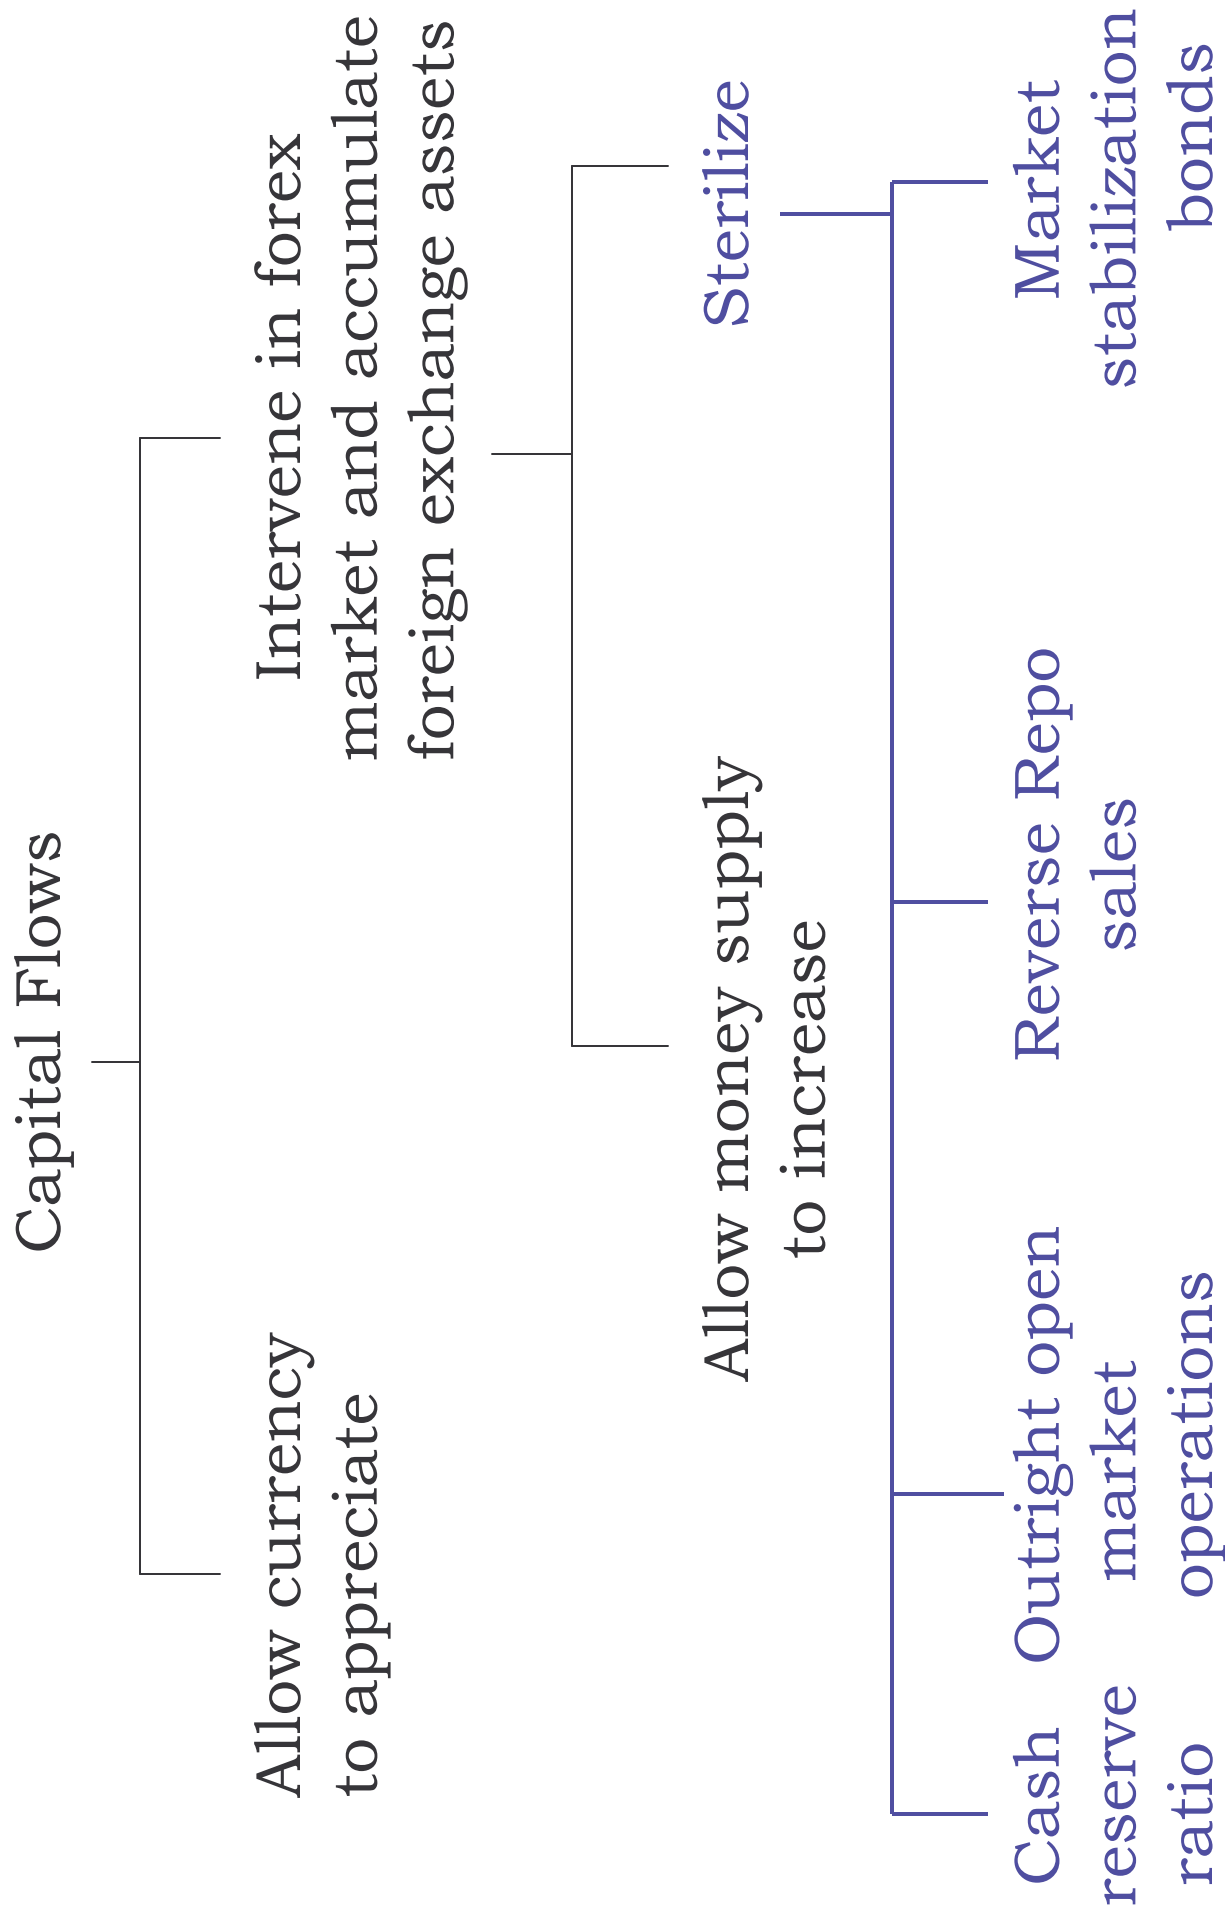 Capital Flows
Allow currency
to appreciate
Intervene in forex
market and accumulate
foreign exchange assets
Allow money supply
to increase
Sterilize
Cash
reserve
ratio
Outright open
market
operations
Reverse Repo
sales
Market
stabilization
bonds